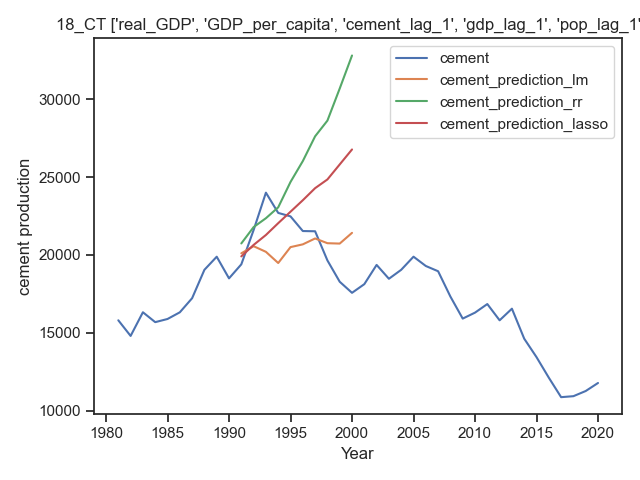 18_CT ['real_GDP', 'GDP_per_capita', 'cement_lag_1', 'gdp_lag_1', 'pop_lag_1'
cement
cement_prediction_lm
cement_prediction_rr
cement_prediction_lasso
30000
25000
20000
15000
10000
cement production
1980 1985 1990 1995 2000 2005 2010 2015 2020
Year